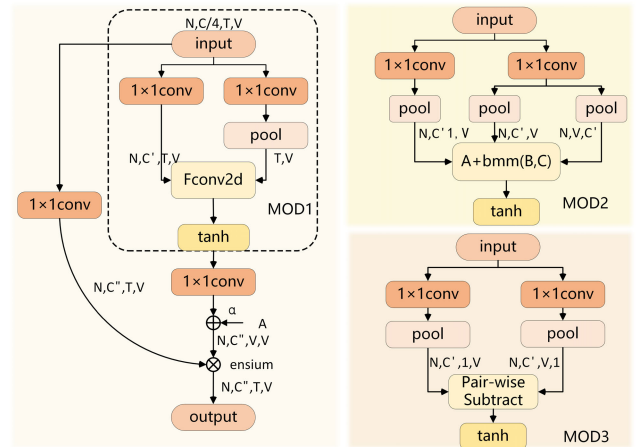 N,C/4,T,V
input
1×1conv
1×1conv
pool
N,C',T,V
T,V
Fconv2d
MOD1
tanh
1×1conv
1×1conv
N,C",T,V
α
A
N,C",V,V
ensium
N,C",T,V
output
input
1×1conv
1×1conv
pool
pool
pool
N,C'1, V
N,C',V
N,V,C'
A+bmm(B,C)
tanh
MOD2
input
1×1conv
1×1conv
pool
pool
N,C',1,V
N,C',V,1
Pair-wise
Subtract
tanh
MOD3